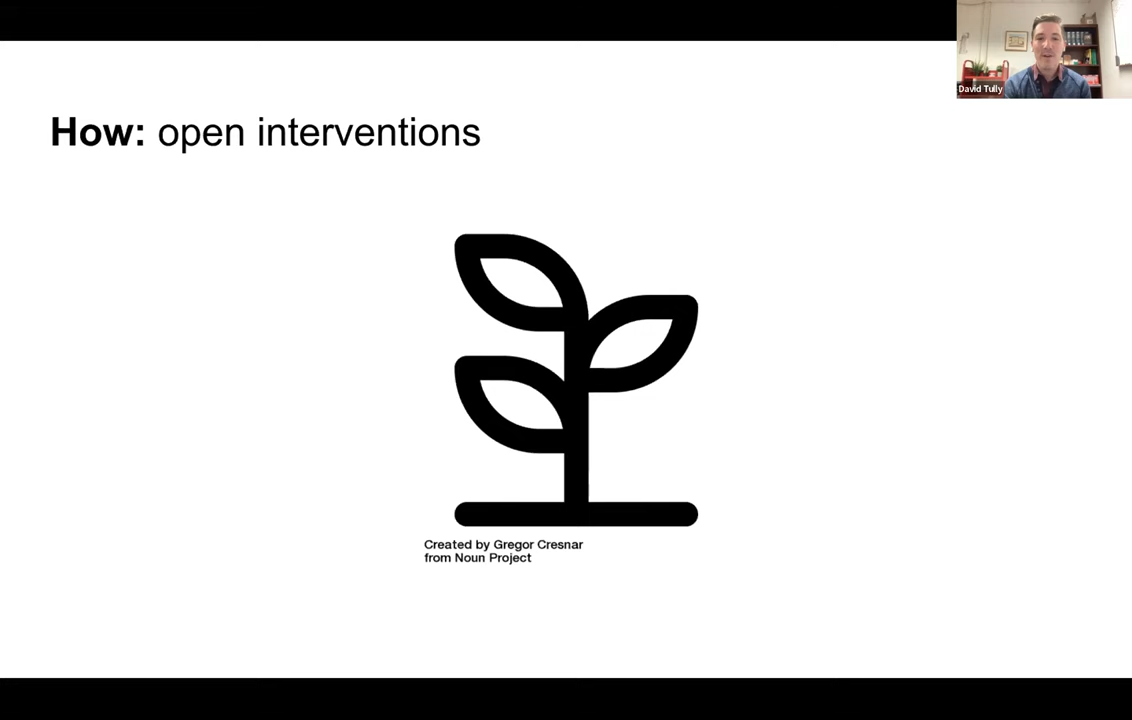 David Tully
How: open interventions
Created by Gregor Cresnar
from Noun Project